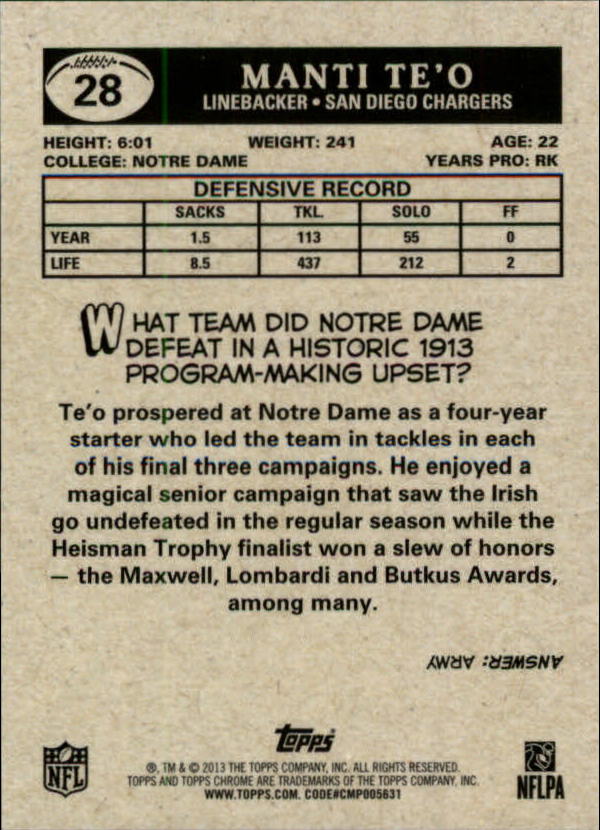 28
MANTI TE'O
LINEBACKER • SAN DIEGO CHARGERS
HEIGHT: 6:01 WEIGHT: 241 AGE: 22
COLLEGE: NOTRE DAME YEARS PRO: RK
DEFENSIVE RECORD
SACKS TKL. SOLO FF
YEAR 1.5 113 55 0
LIFE 8.5 437 212 2
WHAT TEAM DID NOTRE DAME
DEFEAT IN A HISTORIC 1913
PROGRAM-MAKING UPSET?
Te'o prospered at Notre Dame as a four-year
starter who led the team in tackles in each
of his final three campaigns. He enjoyed a
magical senior campaign that saw the Irish
go undefeated in the regular season while the
Heisman Trophy finalist won a slew of honors
— the Maxwell, Lombardi and Butkus Awards,
among many.
ANSWER: ARMY
TOPPS
®, TM & © 2013 THE TOPPS COMPANY, INC. ALL RIGHTS RESERVED.
TOPPS AND TOPPS CHROME ARE TRADEMARKS OF THE TOPPS COMPANY, INC.
WWW.TOPPS.COM. CODE#CMP005631
NFL
NFLPA